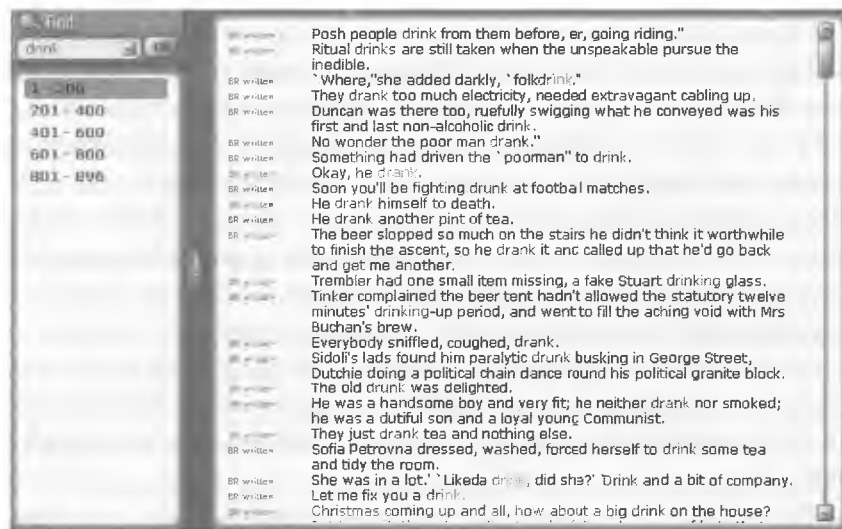 Find
drink
1 - 200
201 - 400
401 - 600
601 - 800
801 - 896
Posh people drink from them before, er, going riding."
Ritual drinks are still taken when the unspeakable pursue the
inedible.
BR written `Where,"she added darkly, `folkdrink."
BR written They drank too much electricity, needed extravagant cabling up.
BR written Duncan was there too, ruefully swigging what he conveyed was his
first and last non-alcoholic drink.
BR written No wonder the poor man drank."
BR written Something had driven the `poorman" to drink.
BR written Okay, he drank.
BR written Soon you'll be fighting drunk at footbal matches.
BR written He drank himself to death.
BR written He drank another pint of tea.
BR written The beer slopped so much on the stairs he didn't think it worthwhile
to finish the ascent, so he drank it and called up that he'd go back
and get me another.
Trembler had one small item missing, a fake Stuart drinking glass.
Tinker complained the beer tent hadn't allowed the statutory twelve
minutes' drinking-up period, and went to fill the aching void with Mrs
Buchan's brew.
Everybody sniffled, coughed, drank.
Sidoli's lads found him paralytic drunk busking in George Street,
Dutchie doing a political chain dance round his political granite block.
The old drunk was delighted.
He was a handsome boy and very fit; he neither drank nor smoked;
he was a dutiful son and a loyal young Communist.
They just drank tea and nothing else.
BR written Sofia Petrovna dressed, washed, forced herself to drink some tea
and tidy the room.
BR written She was in a lot.' `Likeda drink, did she?' `Drink and a bit of company.
BR written Let me fix you a drink.
Christmas coming up and all, how about a big drink on the house?